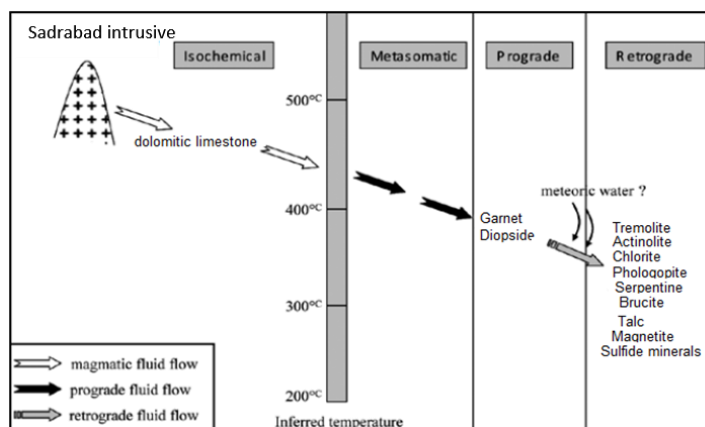 Sadrabad intrusive
Isochemical
Metasomatic
Prograde
Retrograde
500°C
dolomitic limestone
400°C
300°C
200°C
Inferred temperature
Garnet
Diopside
meteoric water ?
Tremolite
Actinolite
Chlorite
Phologopite
Serpentine
Brucite
Talc
Magnetite
Sulfide minerals
magmatic fluid flow
prograde fluid flow
retrograde fluid flow